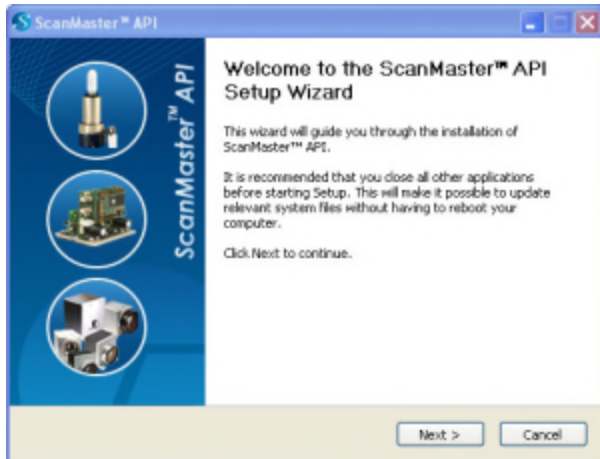 ScanMaster™ API
ScanMaster™ API
Welcome to the ScanMaster™ API
Setup Wizard
This wizard will guide you through the installation of
ScanMaster™ API.
It is recommended that you close all other applications
before starting Setup. This will make it possible to update
relevant system files without having to reboot your
computer.
Click Next to continue.
Next >
Cancel